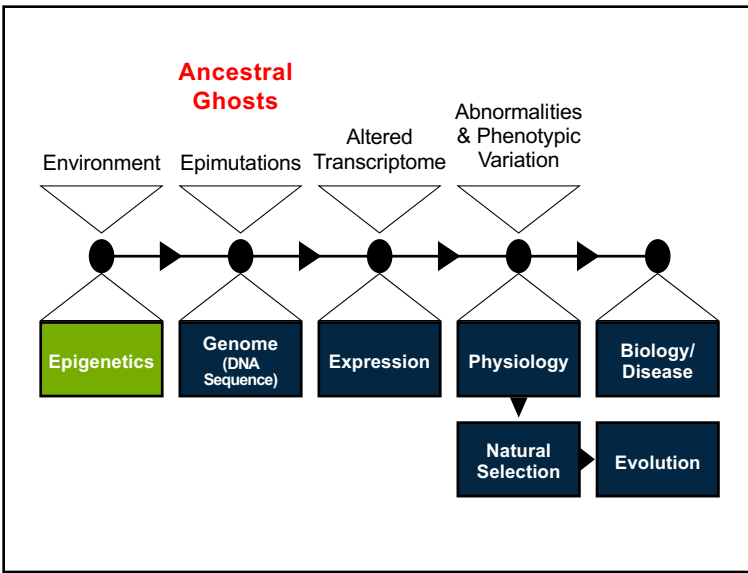 Ancestral
Ghosts
Environment
Epimutations
Altered
Transcriptome
Abnormalities
& Phenotypic
Variation
Epigenetics
Genome
(DNA
Sequence)
Expression
Physiology
Biology/
Disease
Natural
Selection
Evolution